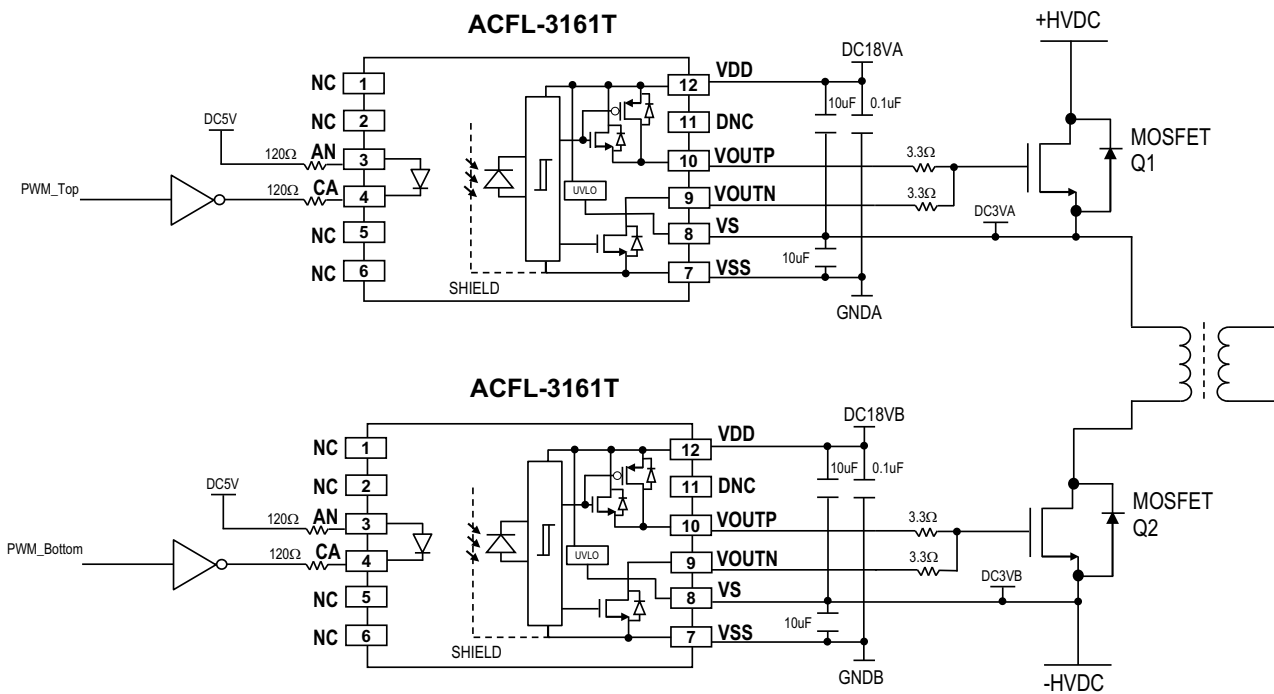 ACFL-3161T
+HVDC
DC18VA
NC 1
12 VDD
10uF 0.1uF
NC 2
11 DNC
MOSFET
Q1
DC5V
120Ω AN 3
10 VOUTP
3.3Ω
PWM_Top
120Ω CA 4
UVLO
9 VOUTN
3.3Ω
DC3VA
NC 5
8 VS
10uF
NC 6
7 VSS
SHIELD
GNDA
ACFL-3161T
DC18VB
NC 1
12 VDD
10uF 0.1uF
NC 2
11 DNC
MOSFET
Q2
DC5V
120Ω AN 3
10 VOUTP
3.3Ω
PWM_Bottom
120Ω CA 4
UVLO
9 VOUTN
3.3Ω
DC3VB
NC 5
8 VS
10uF
NC 6
7 VSS
SHIELD
GNDB
-HVDC